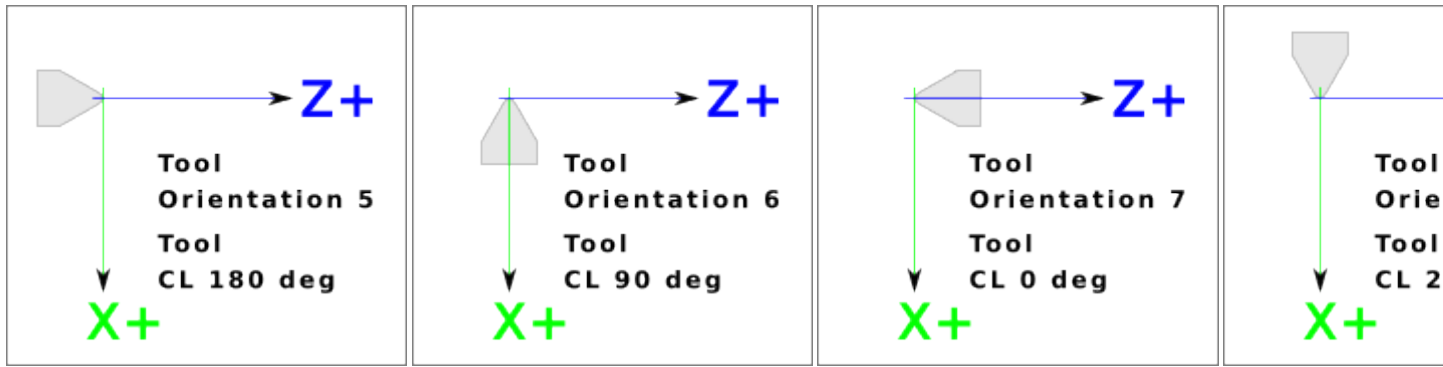 Z+
Tool
Orientation 5
Tool
CL 180 deg
X+
Z+
Tool
Orientation 6
Tool
CL 90 deg
X+
Z+
Tool
Orientation 7
Tool
CL 0 deg
X+
Tool
Tool
CL
X+